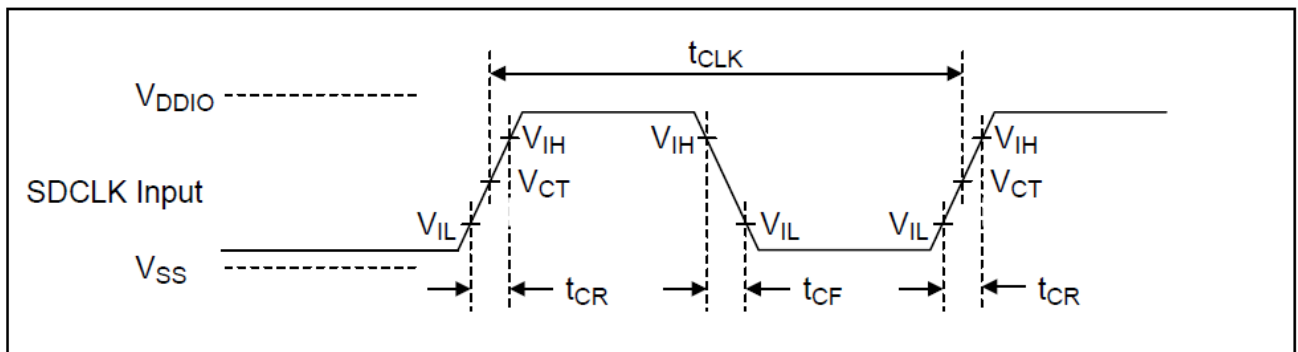 tCLK
VDDIO
VIH VIH VIH
SDCLK Input VCT VCT
VIL VIL VIL
VSS
tCR tCF tCR